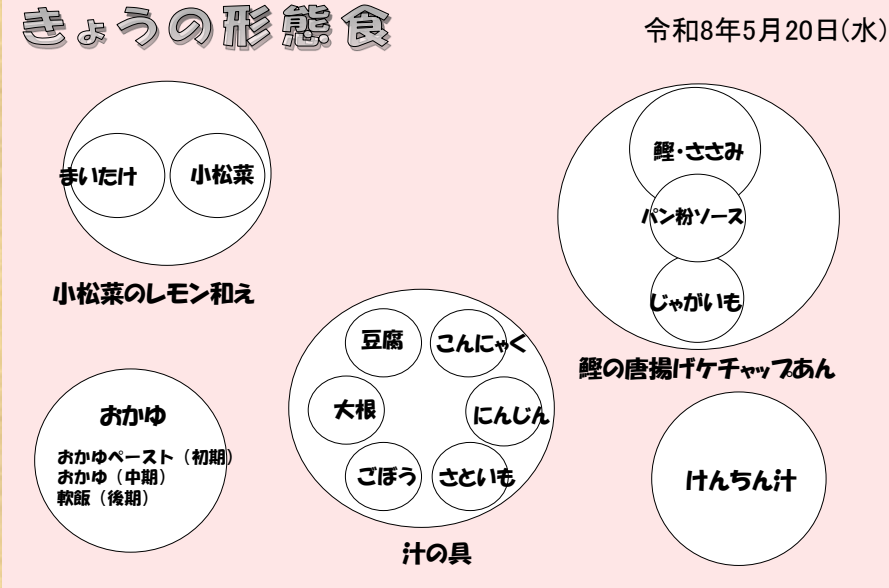 きょうの形態食
令和8年5月20日(水)
まいたけ
小松菜
小松菜のレモン和え
鰹・ささみ
パン粉ソース
じゃがいも
鰹の唐揚げケチャップあん
おかゆ
おかゆペースト（初期）
おかゆ（中期）
軟飯（後期）
豆腐
こんにゃく
大根
にんじん
ごぼう
さといも
汁の具
けんちん汁